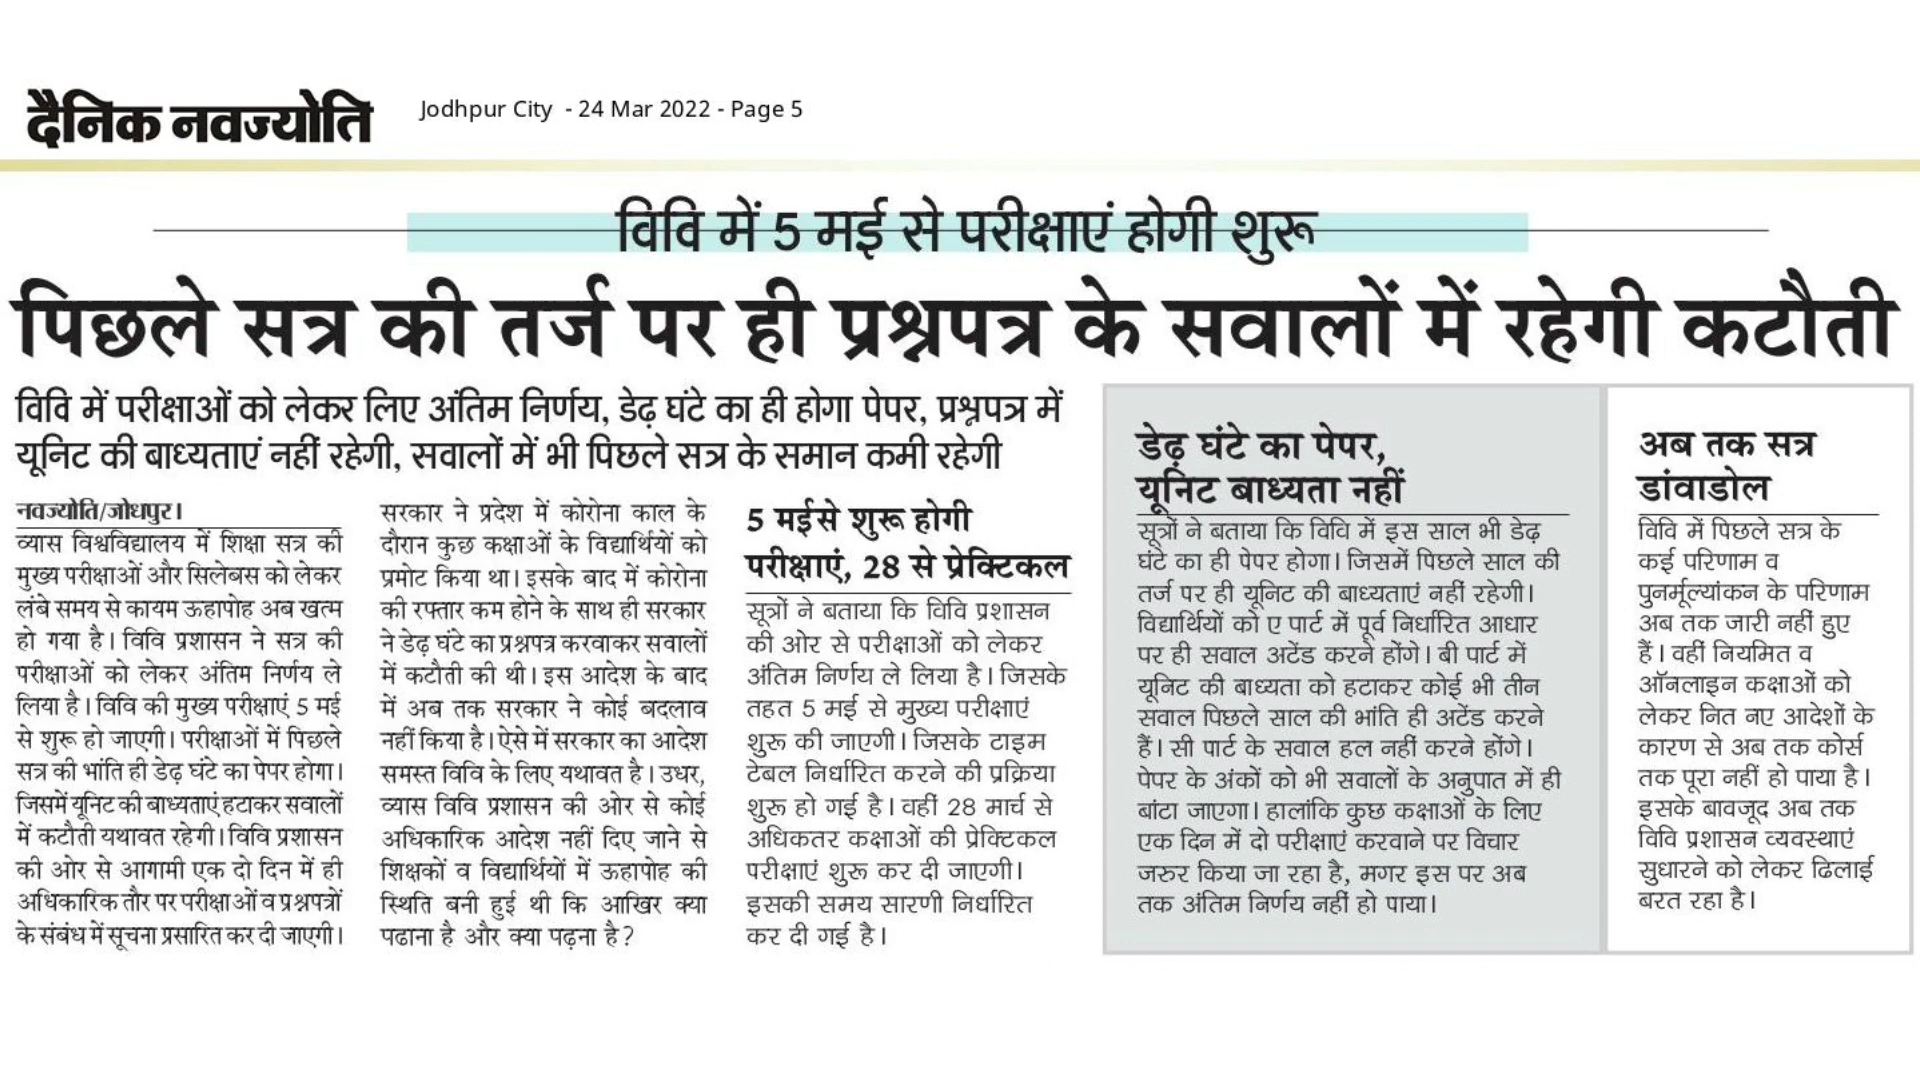 दैनिक नवज्योति
Jodhpur City - 24 Mar 2022 - Page 5
विवि में 5 मई से परीक्षाएं होगी शुरू
पिछले सत्र की तर्ज पर ही प्रश्नपत्र के सवालों में रहेगी कटौती
विवि में परीक्षाओं को लेकर लिए अंतिम निर्णय, डेढ़ घंटे का ही होगा पेपर, प्रश्नपत्र में
यूनिट की बाध्यताएं नहीं रहेगी, सवालों में भी पिछले सत्र के समान कमी रहेगी
नवज्योति/जोधपुर।
व्यास विश्वविद्यालय में शिक्षा सत्र की
मुख्य परीक्षाओं और सिलेबस को लेकर
लंबे समय से कायम ऊहापोह अब खत्म
हो गया है। विवि प्रशासन ने सत्र की
परीक्षाओं को लेकर अंतिम निर्णय ले
लिया है। विवि की मुख्य परीक्षाएं 5 मई
से शुरू हो जाएगी। परीक्षाओं में पिछले
सत्र की भांति ही डेढ़ घंटे का पेपर होगा।
जिसमें यूनिट की बाध्यताएं हटाकर सवालों
में कटौती यथावत रहेगी। विवि प्रशासन
की ओर से आगामी एक दो दिन में ही
अधिकारिक तौर पर परीक्षाओं व प्रश्नपत्रों
के संबंध में सूचना प्रसारित कर दी जाएगी।
सरकार ने प्रदेश में कोरोना काल के
दौरान कुछ कक्षाओं के विद्यार्थियों को
प्रमोट किया था। इसके बाद में कोरोना
की रफ्तार कम होने के साथ ही सरकार
ने डेढ़ घंटे का प्रश्नपत्र करवाकर सवालों
में कटौती की थी। इस आदेश के बाद
में अब तक सरकार ने कोई बदलाव
नहीं किया है। ऐसे में सरकार का आदेश
समस्त विवि के लिए यथावत है। उधर,
व्यास विवि प्रशासन की ओर से कोई
अधिकारिक आदेश नहीं दिए जाने से
शिक्षकों व विद्यार्थियों में ऊहापोह की
स्थिति बनी हुई थी कि आखिर क्या
पढाना है और क्या पढ़ना है?
5 मईसे शुरू होगी
परीक्षाएं, 28 से प्रेक्टिकल
सूत्रों ने बताया कि विवि प्रशासन
की ओर से परीक्षाओं को लेकर
अंतिम निर्णय ले लिया है। जिसके
तहत 5 मई से मुख्य परीक्षाएं
शुरू की जाएगी। जिसके टाइम
टेबल निर्धारित करने की प्रक्रिया
शुरू हो गई है। वहीं 28 मार्च से
अधिकतर कक्षाओं की प्रेक्टिकल
परीक्षाएं शुरू कर दी जाएगी।
इसकी समय सारणी निर्धारित
कर दी गई है।
डेढ़ घंटे का पेपर,
यूनिट बाध्यता नहीं
सूत्रों ने बताया कि विवि में इस साल भी डेढ़
घंटे का ही पेपर होगा। जिसमें पिछले साल की
तर्ज पर ही यूनिट की बाध्यताएं नहीं रहेगी।
विद्यार्थियों को ए पार्ट में पूर्व निर्धारित आधार
पर ही सवाल अटेंड करने होंगे। बी पार्ट में
यूनिट की बाध्यता को हटाकर कोई भी तीन
सवाल पिछले साल की भांति ही अटेंड करने
हैं। सी पार्ट के सवाल हल नहीं करने होंगे।
पेपर के अंकों को भी सवालों के अनुपात में ही
बांटा जाएगा। हालांकि कुछ कक्षाओं के लिए
एक दिन में दो परीक्षाएं करवाने पर विचार
जरुर किया जा रहा है, मगर इस पर अब
तक अंतिम निर्णय नहीं हो पाया।
अब तक सत्र
डांवाडोल
विवि में पिछले सत्र के
कई परिणाम व
पुनर्मूल्यांकन के परिणाम
अब तक जारी नहीं हुए
हैं। वहीं नियमित व
ऑनलाइन कक्षाओं को
लेकर नित नए आदेशों के
कारण से अब तक कोर्स
तक पूरा नहीं हो पाया है।
इसके बावजूद अब तक
विवि प्रशासन व्यवस्थाएं
सुधारने को लेकर ढिलाई
बरत रहा है।